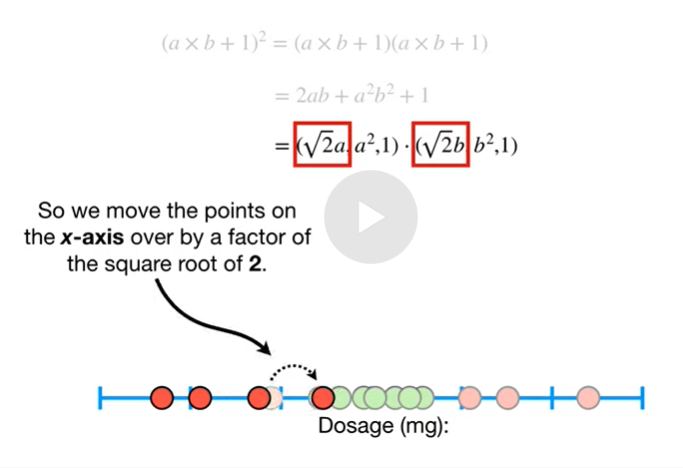 (a × b + 1)² = (a × b + 1)(a × b + 1)
= 2ab + a²b² + 1
= (√2a, a²,1) · (√2b, b²,1)
So we move the points on
the x-axis over by a factor of
the square root of 2.
Dosage (mg):